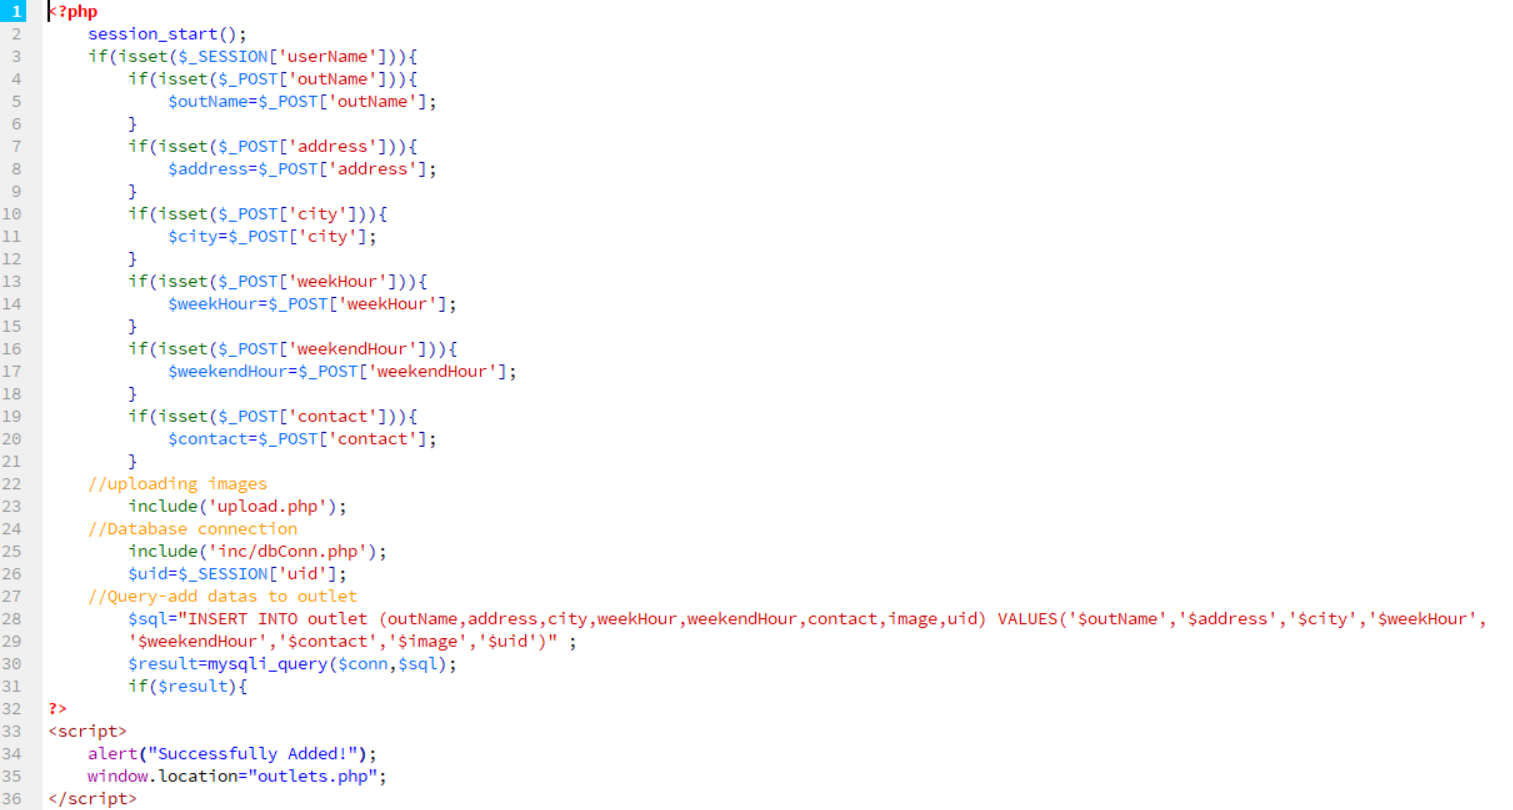 1 <?php
2 session_start();
3 if(isset($_SESSION['userName'])){
4 if(isset($_POST['outName'])){
5 $outName=$_POST['outName'];
6 }
7 if(isset($_POST['address'])){
8 $address=$_POST['address'];
9 }
10 if(isset($_POST['city'])){
11 $city=$_POST['city'];
12 }
13 if(isset($_POST['weekHour'])){
14 $weekHour=$_POST['weekHour'];
15 }
16 if(isset($_POST['weekendHour'])){
17 $weekendHour=$_POST['weekendHour'];
18 }
19 if(isset($_POST['contact'])){
20 $contact=$_POST['contact'];
21 }
22 //uploading images
23 include('upload.php');
24 //Database connection
25 include('inc/dbConn.php');
26 $uid=$_SESSION['uid'];
27 //Query-add datas to outlet
28 $sql="INSERT INTO outlet (outName,address,city,weekHour,weekendHour,contact,image,uid) VALUES('$outName','$address','$city','$weekHour',
29 '$weekendHour','$contact','$image','$uid')" ;
30 $result=mysqli_query($conn,$sql);
31 if($result){
32 ?>
33 <script>
34 alert("Successfully Added!");
35 window.location="outlets.php";
36 </script>